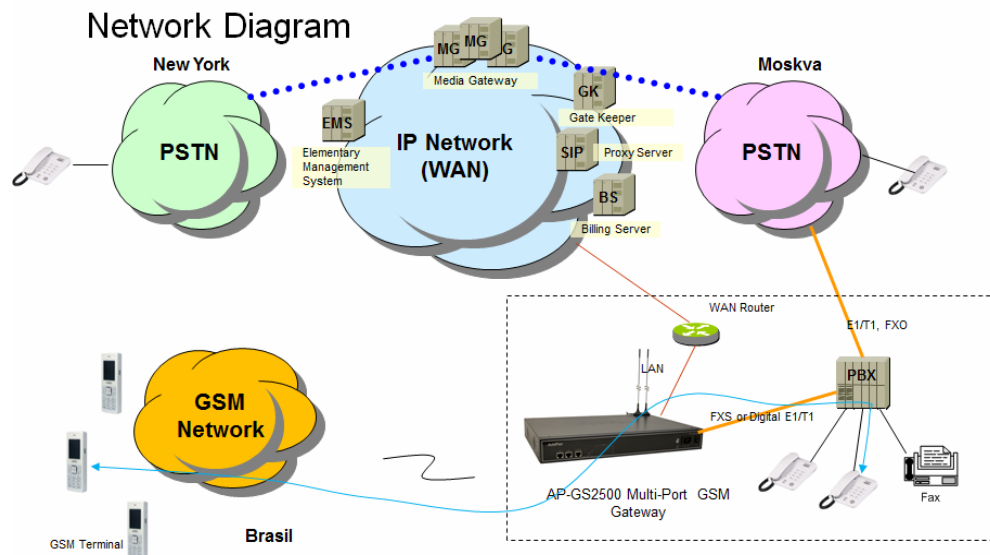 Network Diagram
New York
Moskva
MG
MG
G
Media Gateway
GK
Gate Keeper
EMS
Elementary
Management
System
IP Network
(WAN)
SIP
Proxy Server
BS
Billing Server
PSTN
PSTN
WAN Router
E1/T1, FXO
LAN
PBX
GSM
Network
FXS or Digital E1/T1
AP-GS2500 Multi-Port GSM
Gateway
Fax
GSM Terminal
Brasil